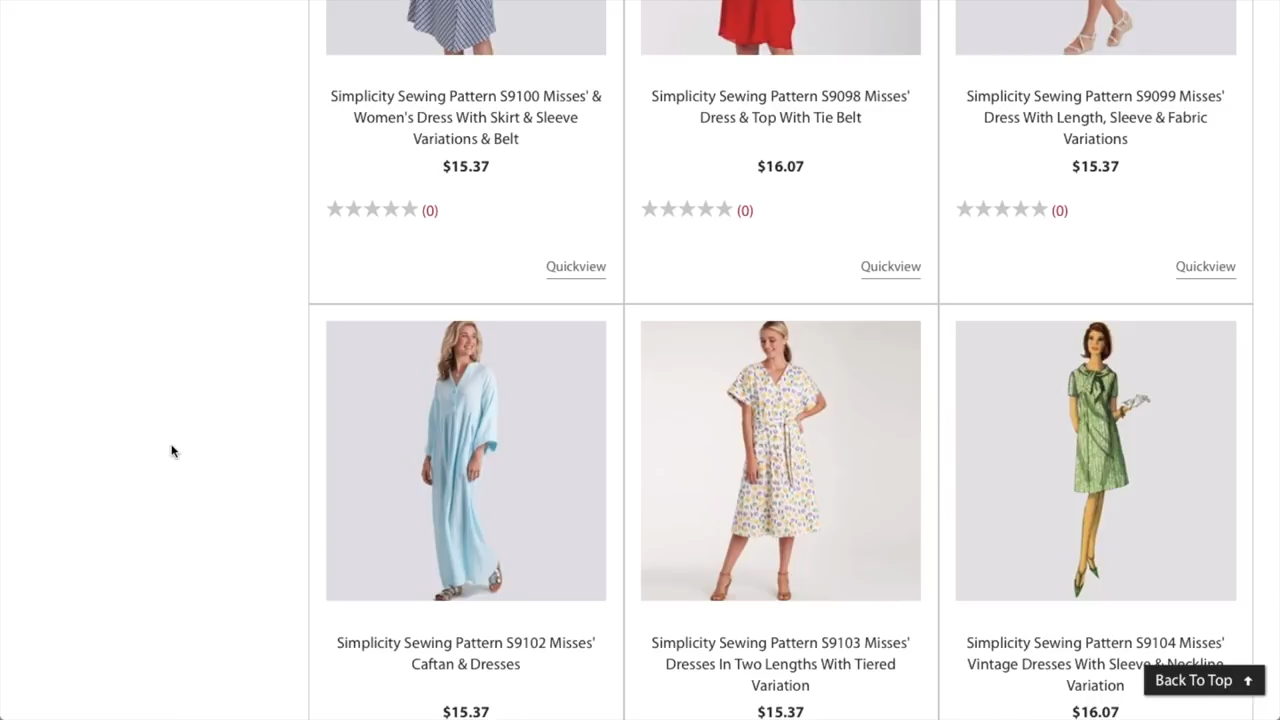 Simplicity Sewing Pattern S9100 Misses' &
Women's Dress With Skirt & Sleeve
Variations & Belt
$15.37
(0)
Quickview
Simplicity Sewing Pattern S9098 Misses'
Dress & Top With Tie Belt
$16.07
(0)
Quickview
Simplicity Sewing Pattern S9099 Misses'
Dress With Length, Sleeve & Fabric
Variations
$15.37
(0)
Quickview
Simplicity Sewing Pattern S9102 Misses'
Caftan & Dresses
$15.37
Simplicity Sewing Pattern S9103 Misses'
Dresses In Two Lengths With Tiered
Variation
$15.37
Simplicity Sewing Pattern S9104 Misses'
Vintage Dresses With Sleeve & Neckline
Variation
$16.07
Back To Top